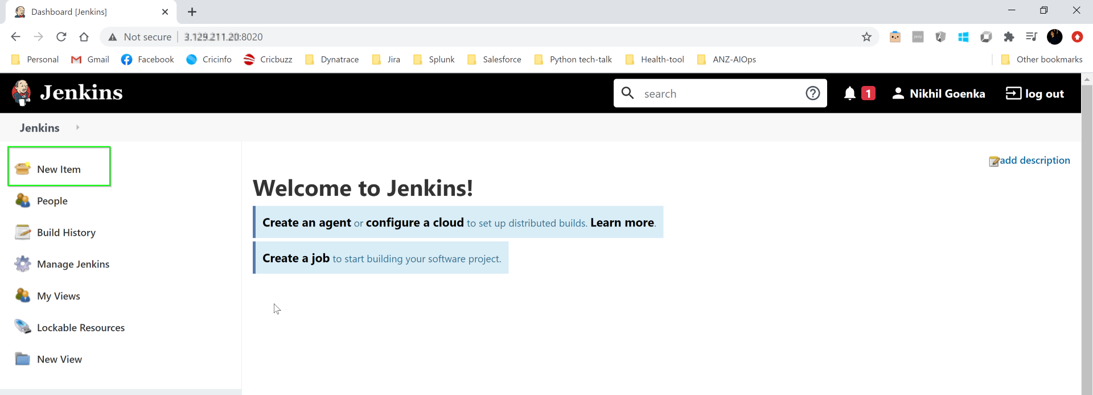 Dashboard [Jenkins]
Not secure 3.129.211.20:8020
Personal Gmail Facebook Cricinfo Cricbuzz Dynatrace Jira Splunk Salesforce Python tech-talk Health-tool ANZ-AIOps Other bookmarks
Jenkins search 1 Nikhil Goenka log out
Jenkins
New Item
add description
Welcome to Jenkins!
People
Create an agent or configure a cloud to set up distributed builds. Learn more.
Build History
Create a job to start building your software project.
Manage Jenkins
My Views
Lockable Resources
New View